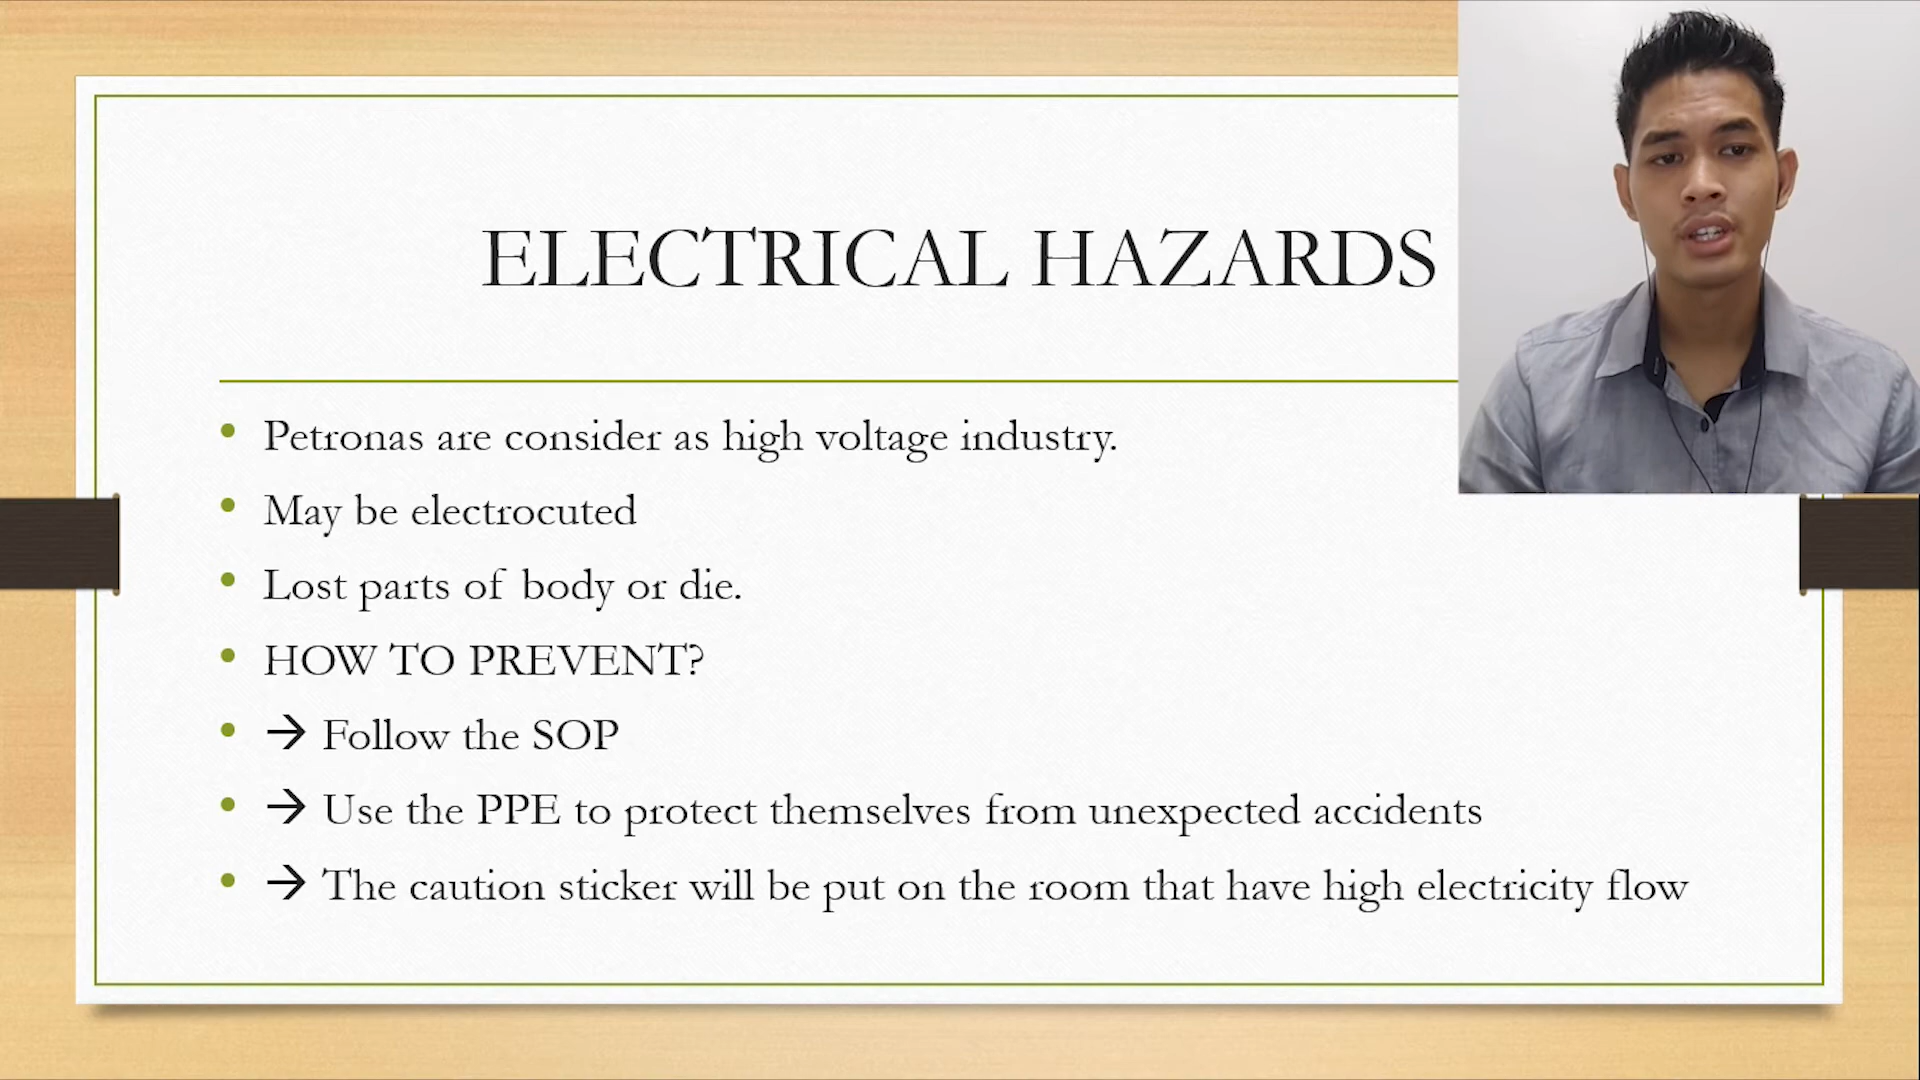 ELECTRICAL HAZARDS
• Petronas are consider as high voltage industry.
• May be electrocuted
• Lost parts of body or die.
• HOW TO PREVENT?
• → Follow the SOP
• → Use the PPE to protect themselves from unexpected accidents
• → The caution sticker will be put on the room that have high electricity flow